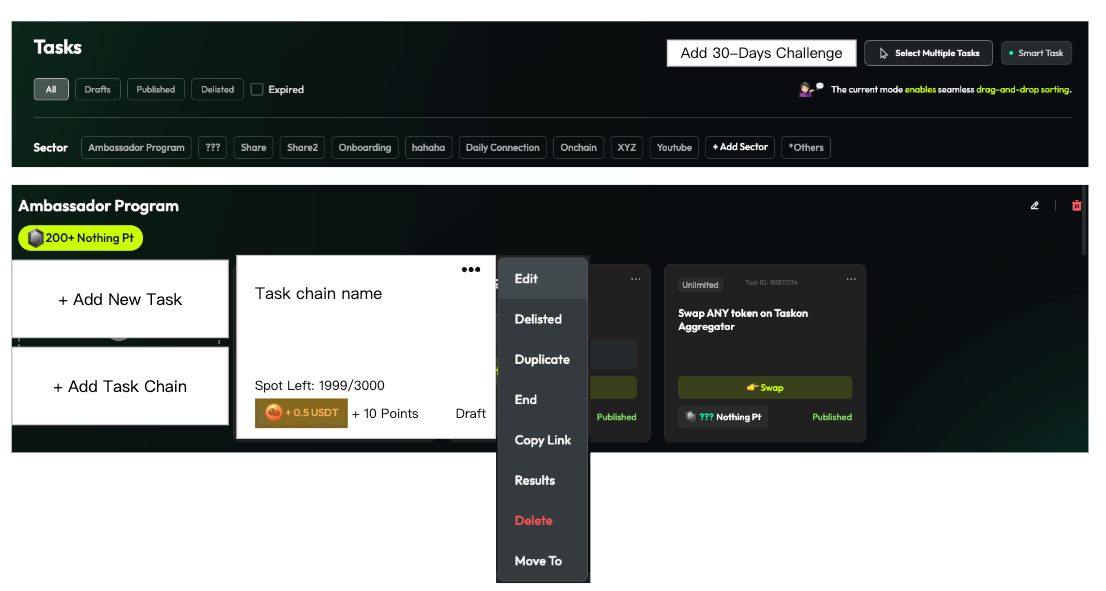 Tasks
Add 30-Days Challenge
Select Multiple Tasks
Smart Task
All
Drafts
Published
Delisted
Expired
The current mode enables seamless drag-and-drop sorting.
Sector
Ambassador Program
???
Share
Share2
Onboarding
hahaha
Daily Connection
Onchain
XYZ
Youtube
+ Add Sector
*Others
Ambassador Program
200+ Nothing Pt
+ Add New Task
+ Add Task Chain
•••
Task chain name
Spot Left: 1999/3000
+ 0.5 USDT + 10 Points
Draft
Edit
Delisted
Duplicate
End
Copy Link
Results
Delete
Move To
...
Published
Unlimited
Task ID: 181871734
...
Swap ANY token on Taskon
Aggregator
Swap
??? Nothing Pt
Published